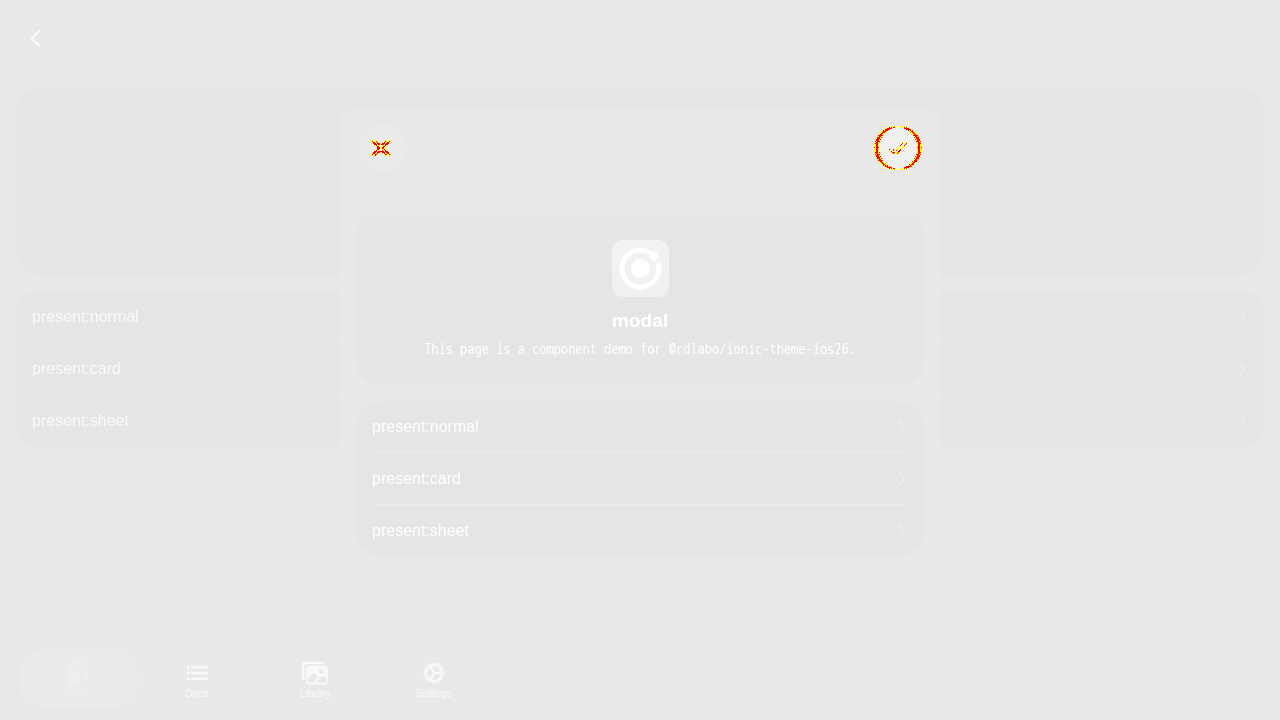 present:normal
present:card
present:sheet
modal
This page is a component demo for @rdlabo/ionic-theme-ios26.
present:normal
present:card
present:sheet
Docs
Library
Settings